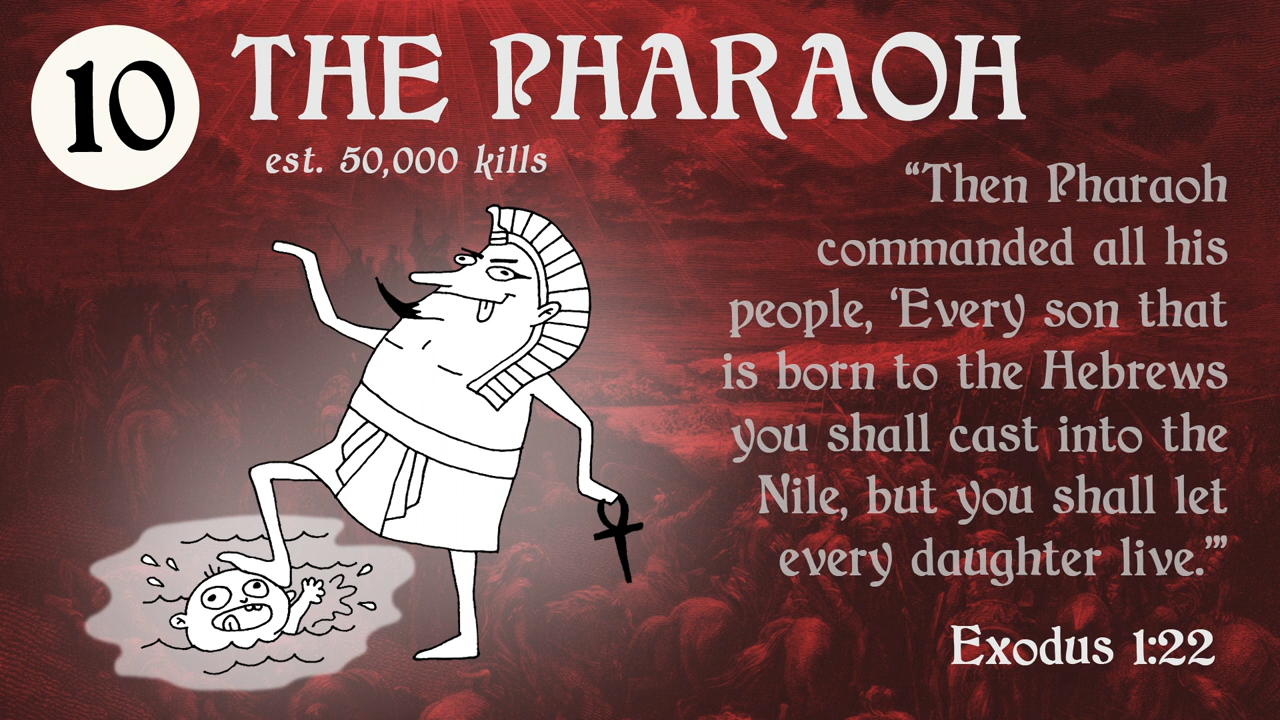 10
THE PHARAOH
est. 50,000 kills
“Then Pharaoh
commanded all his
people, ‘Every son that
is born to the Hebrews
you shall cast into the
Nile, but you shall let
every daughter live.’”
Exodus 1:22